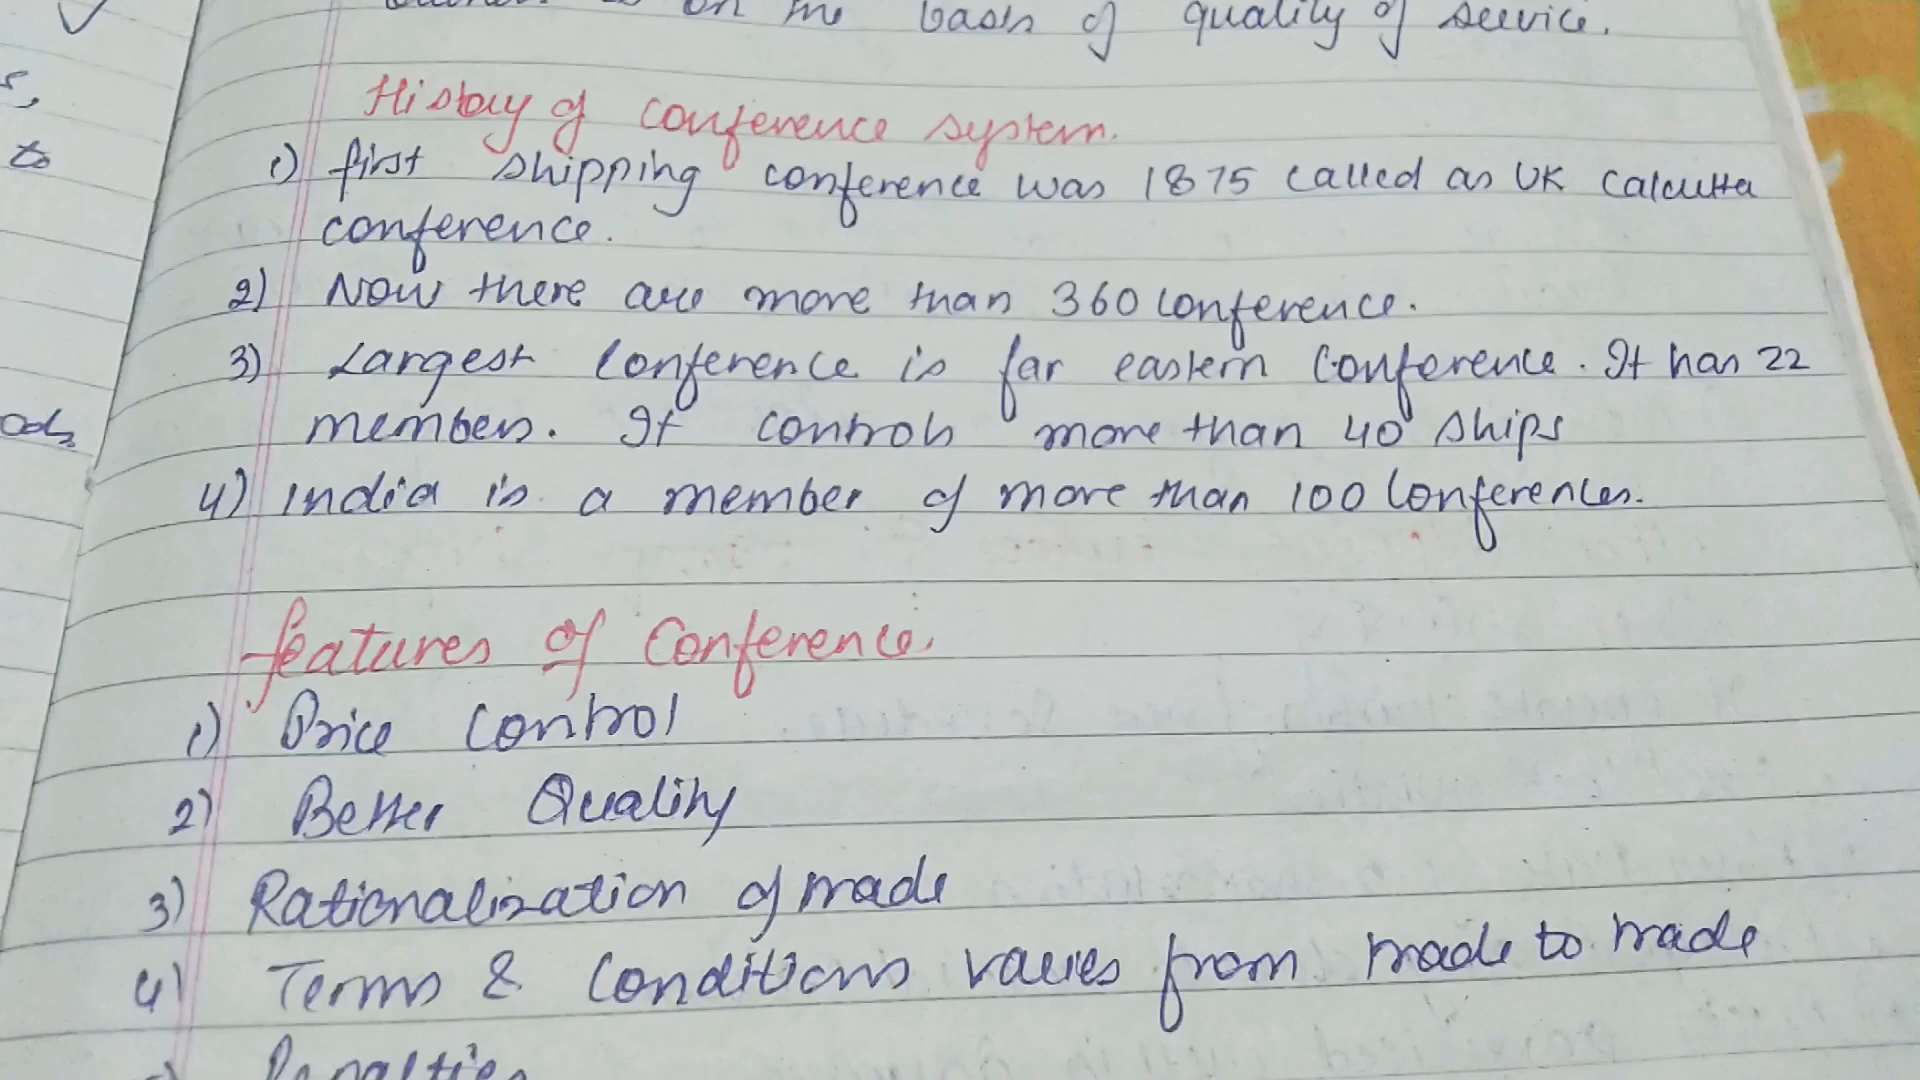 is on the basis of quality of service.
s,
to
ods
History of conference system.
1) first shipping conference was 1875 called as UK Calcutta
conference.
2) Now there are more than 360 conference.
3) Largest conference is far eastern conference. It has 22
members. It controls more than 40 ships
4) india is a member of more than 100 conferences.
features of Conference.
1) Price Control
2) Better Quality
3) Rationalization of trade
4) Terms & Conditions varies from trade to trade
Penalties